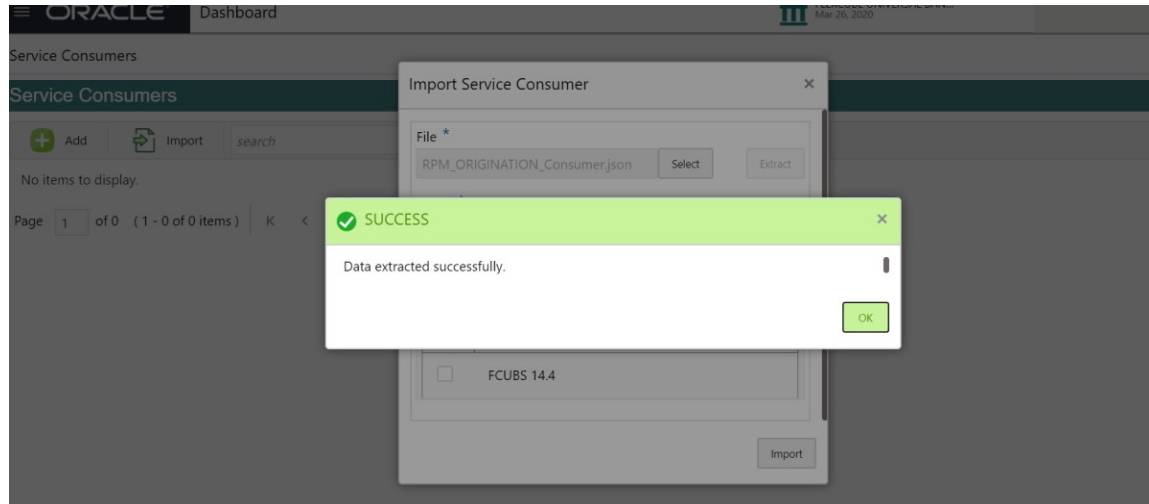 ORACLE Dashboard
Mar 26, 2020
Service Consumers
Service Consumers
Add Import search
No items to display.
Page 1 of 0 ( 1 - 0 of 0 items ) K <
Import Service Consumer ×
File *
RPM_ORIGINATION_Consumer.json Select Extract
SUCCESS ×
Data extracted successfully.
OK
FCUBS 14.4
Import